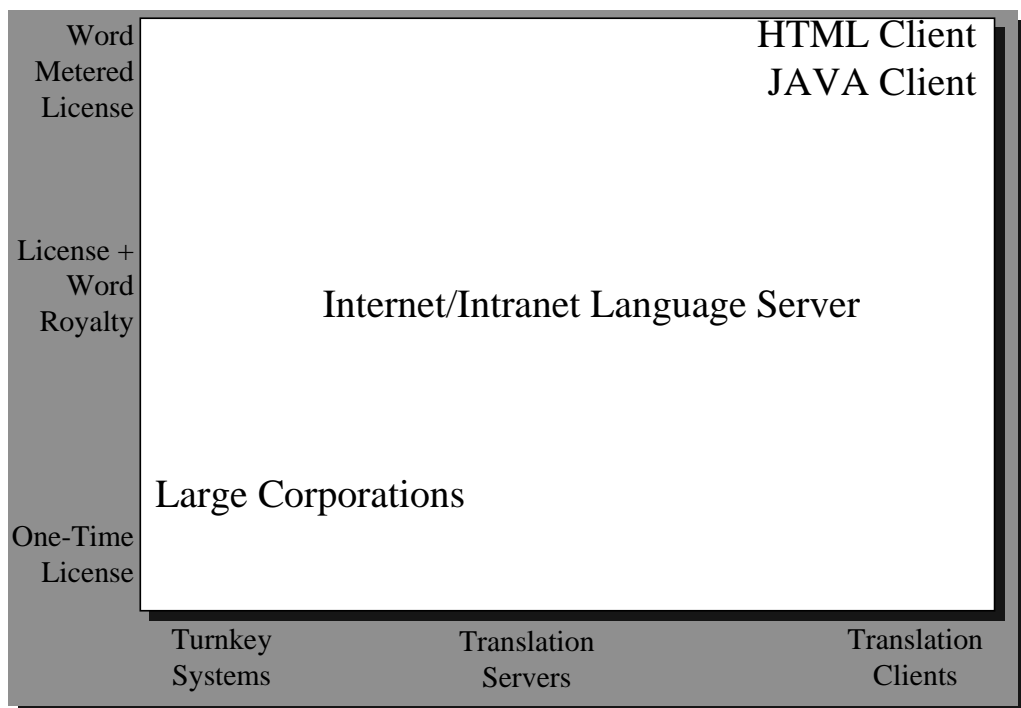 Word
Metered
License
HTML Client
JAVA Client
License +
Word
Royalty
Internet/Intranet Language Server
Large Corporations
One-Time
License
Turnkey
Systems
Translation
Servers
Translation
Clients